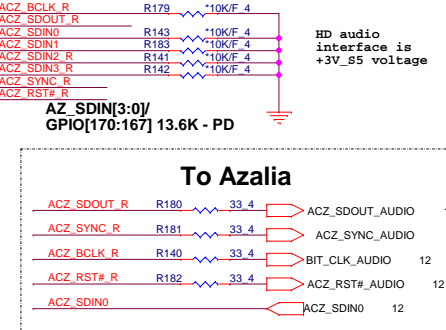 ACZ_BCLK_R R179 *10K/F_4
ACZ_SDOUT_R
ACZ_SDIN0 R143 *10K/F_4
ACZ_SDIN1 R183 *10K/F_4
ACZ_SDIN2_R R141 *10K/F_4
ACZ_SDIN3_R R142 *10K/F_4
ACZ_SYNC_R
ACZ_RST#_R
HD audio
interface is
+3V_S5 voltage
AZ_SDIN[3:0]/
GPIO[170:167] 13.6K - PD
To Azalia
ACZ_SDOUT_R R180 33_4 ACZ_SDOUT_AUDIO
ACZ_SYNC_R R181 33_4 ACZ_SYNC_AUDIO
ACZ_BCLK_R R140 33_4 BIT_CLK_AUDIO 12
ACZ_RST#_R R182 33_4 ACZ_RST#_AUDIO 12
ACZ_SDIN0 ACZ_SDIN0 12